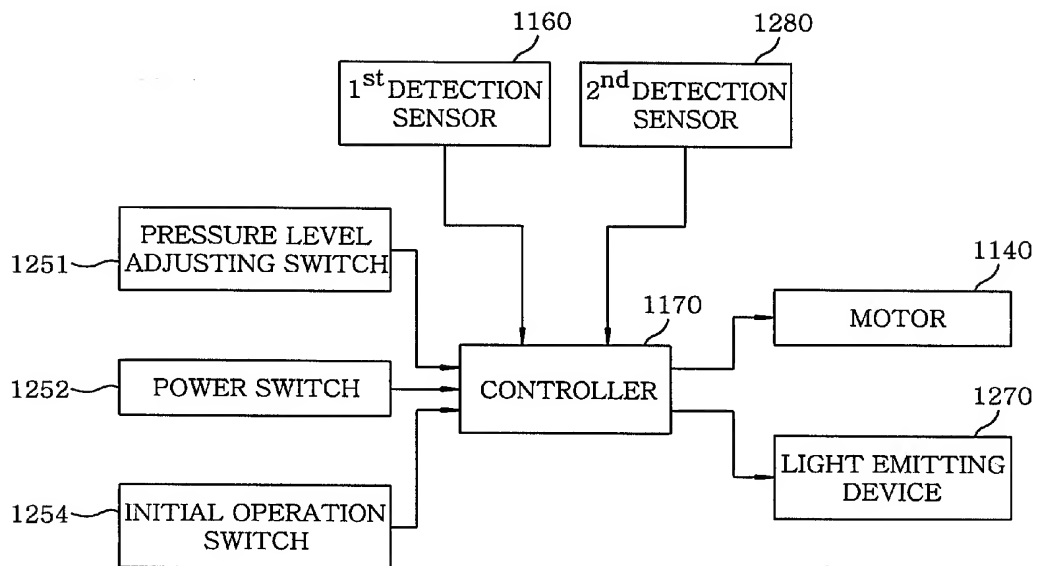 1160
1280
1st DETECTION
SENSOR
2nd DETECTION
SENSOR
1251
PRESSURE LEVEL
ADJUSTING SWITCH
1252
POWER SWITCH
1254
INITIAL OPERATION
SWITCH
1170
CONTROLLER
1140
MOTOR
1270
LIGHT EMITTING
DEVICE